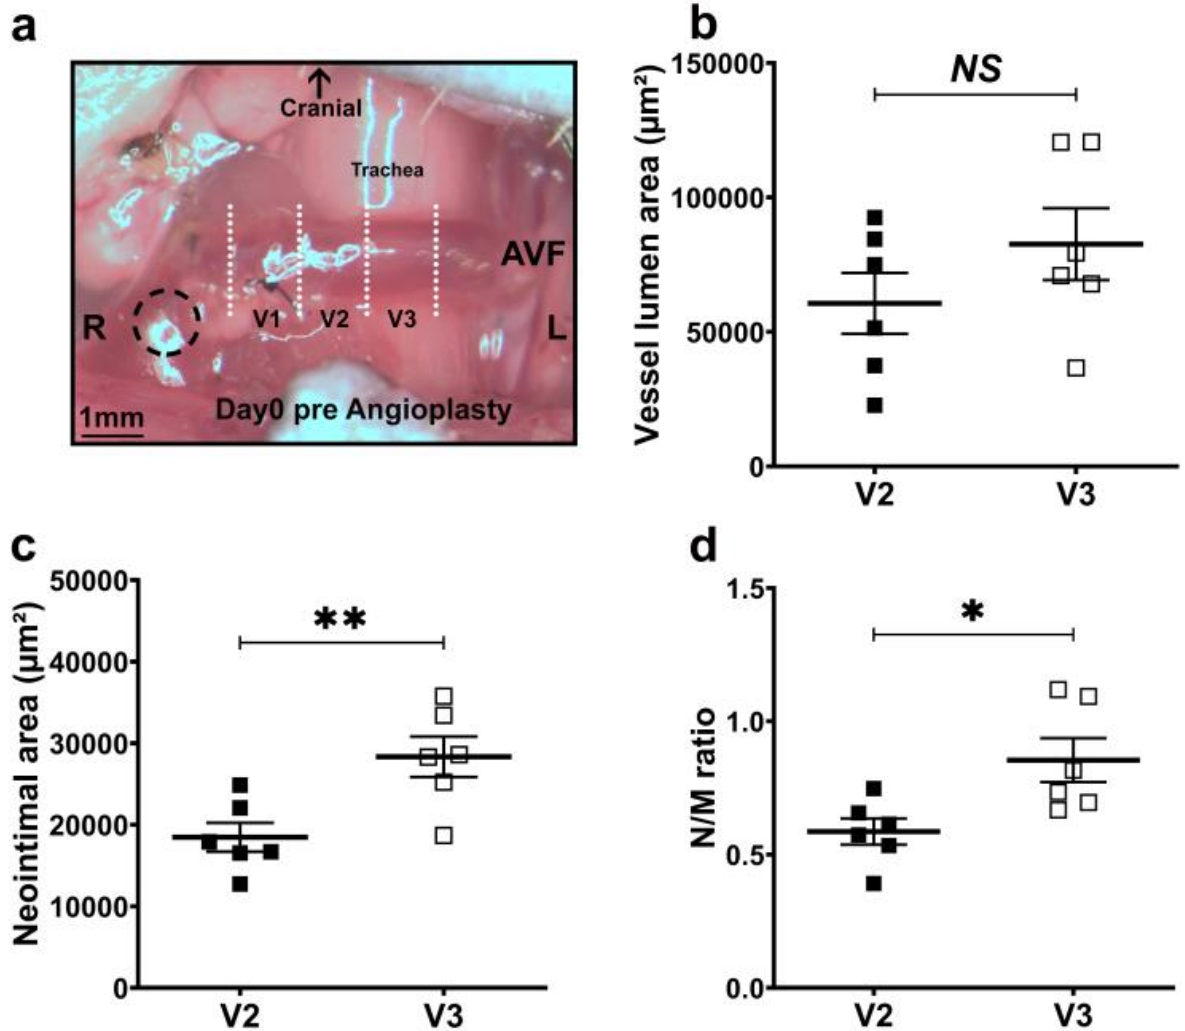 a
Cranial
Trachea
AVF
R
V1 V2 V3
L
Day0 pre Angioplasty
1mm
b
Vessel lumen area (µm²)
150000
100000
50000
0
NS
V2 V3
c
Neointimal area (µm²)
50000
40000
30000
20000
10000
0
**
V2 V3
d
N/M ratio
1.5
1.0
0.5
0.0
*
V2 V3